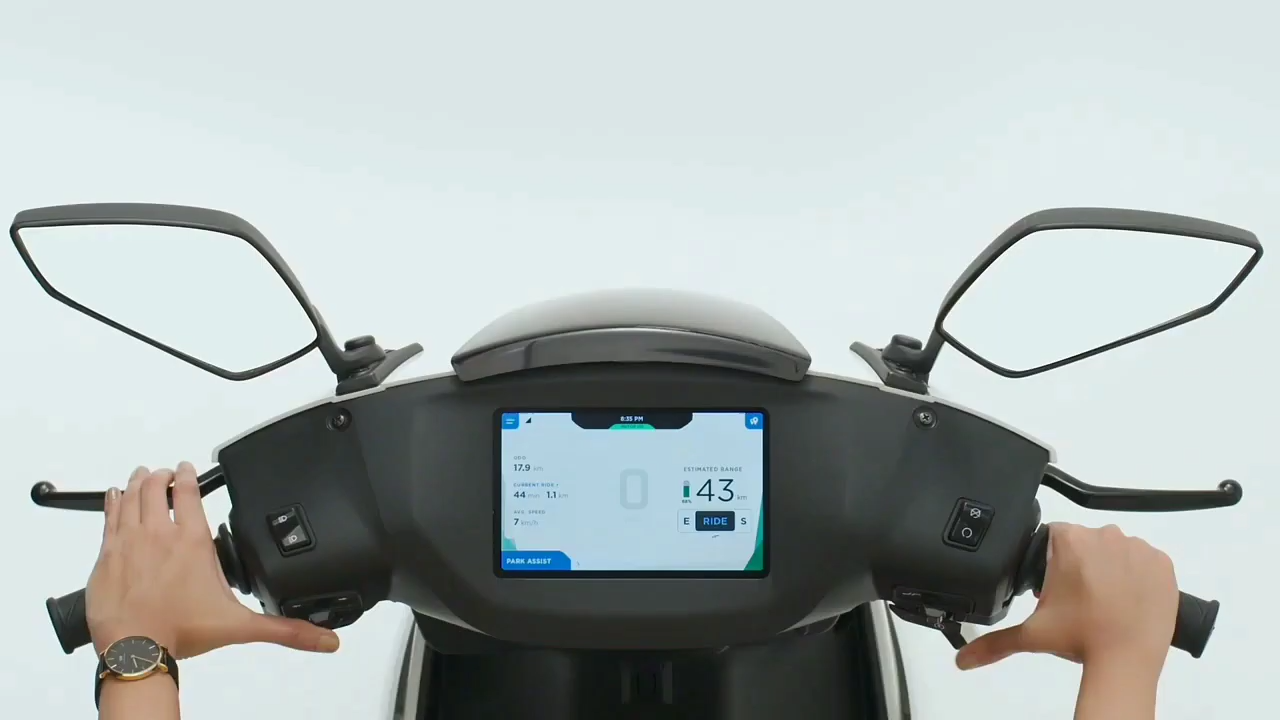 8:35 PM
ODO
17.9 km
CURRENT RIDE
44 min 1.1 km
AVG. SPEED
7 km/h
0
ESTIMATED RANGE
43 km
E RIDE S
PARK ASSIST